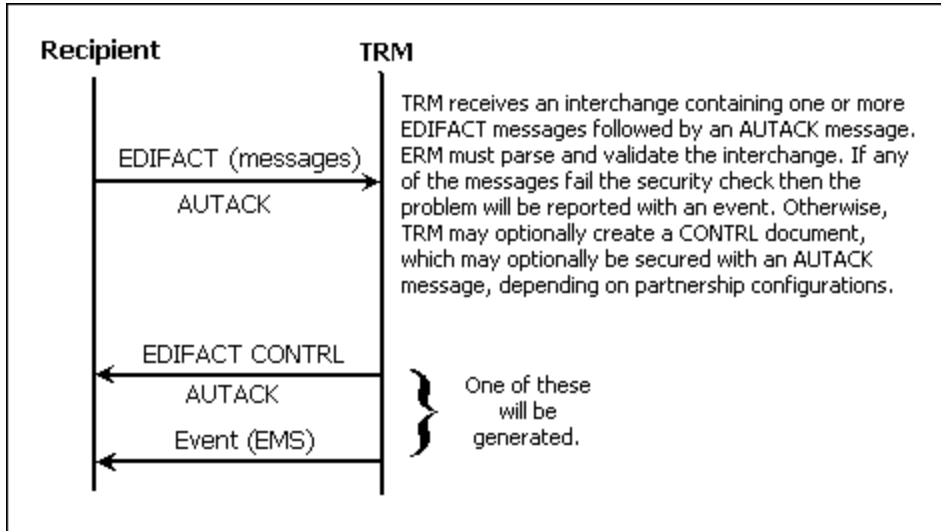 Recipient
TRM
TRM receives an interchange containing one or more
EDIFACT messages followed by an AUTACK message.
ERM must parse and validate the interchange. If any
of the messages fail the security check then the
problem will be reported with an event. Otherwise,
TRM may optionally create a CONTRL document,
which may optionally be secured with an AUTACK
message, depending on partnership configurations.
EDIFACT (messages)
AUTACK
EDIFACT CONTRL
AUTACK
Event (EMS)
One of these
will be
generated.